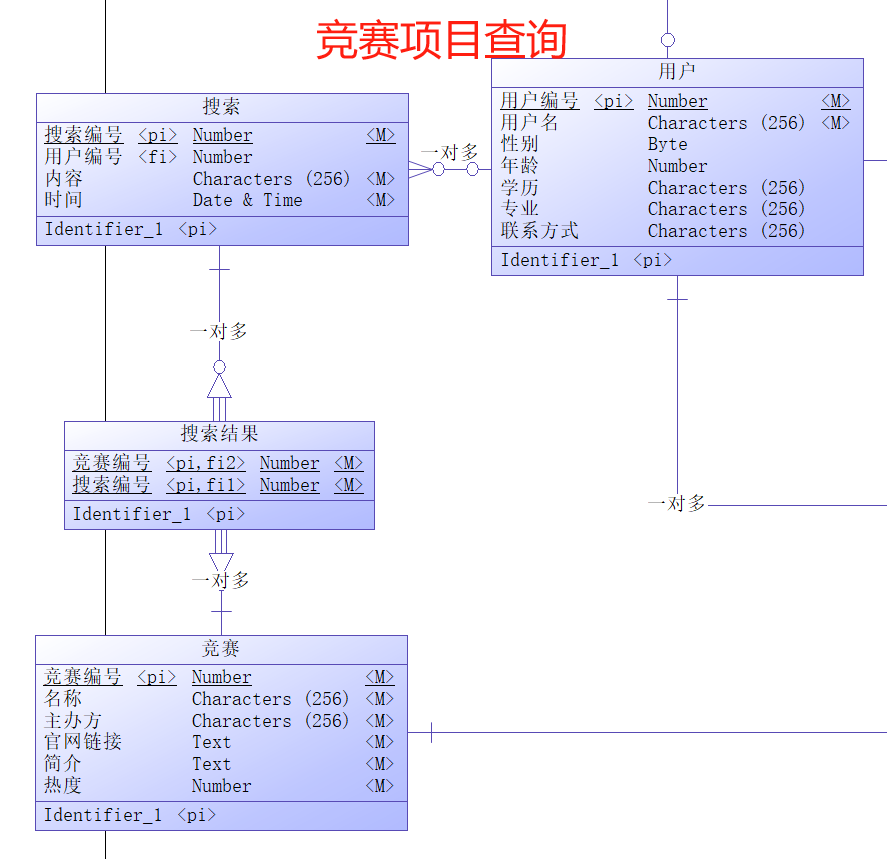 竞赛项目查询
用户
用户编号 <pi> Number <M>
用户名 Characters (256) <M>
性别 Byte
年龄 Number
学历 Characters (256)
专业 Characters (256)
联系方式 Characters (256)
Identifier_1 <pi>
搜索
搜索编号 <pi> Number <M>
用户编号 <fi> Number
内容 Characters (256) <M>
时间 Date & Time <M>
Identifier_1 <pi>
一对多
一对多
搜索结果
竞赛编号 <pi,fi2> Number <M>
搜索编号 <pi,fi1> Number <M>
Identifier_1 <pi>
一对多
一对多
竞赛
竞赛编号 <pi> Number <M>
名称 Characters (256) <M>
主办方 Characters (256) <M>
官网链接 Text <M>
简介 Text <M>
热度 Number <M>
Identifier_1 <pi>